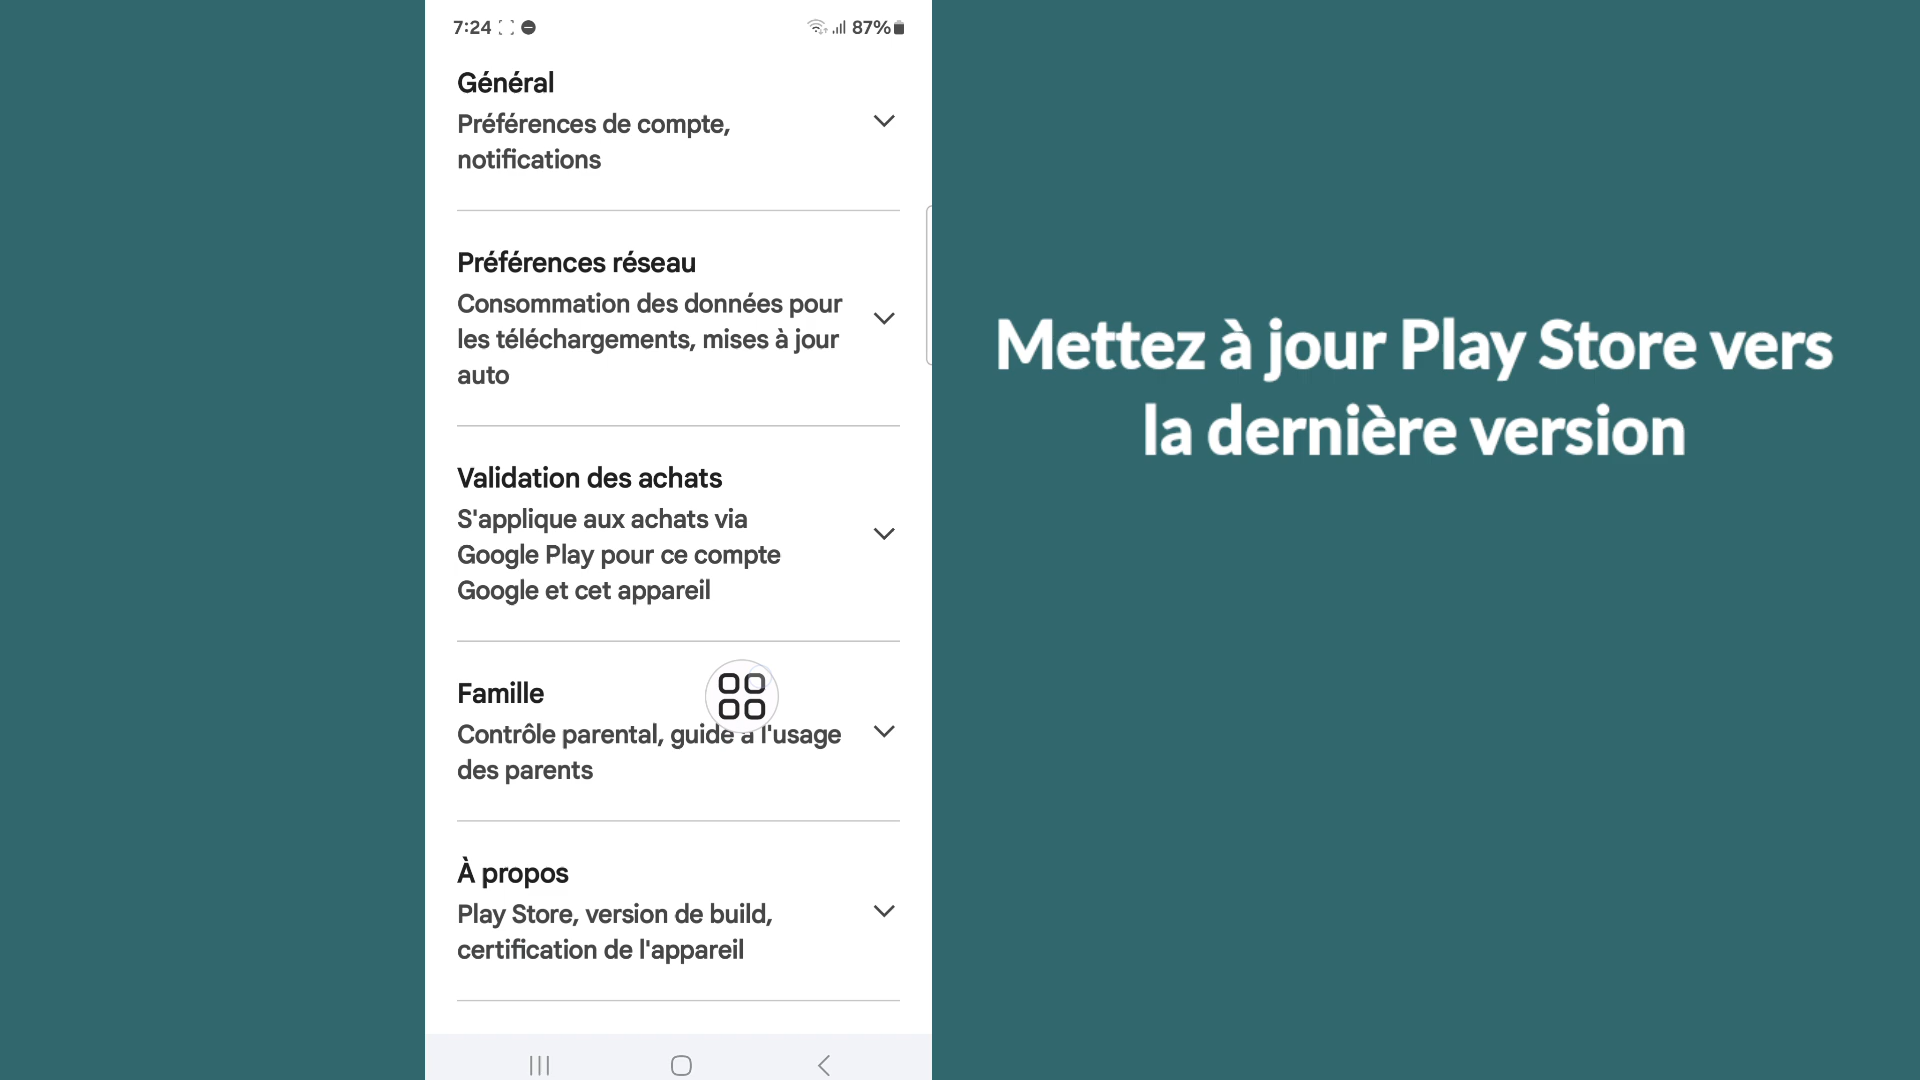 7:24
87%
Général
Préférences de compte,
notifications
Préférences réseau
Consommation des données pour
les téléchargements, mises à jour
auto
Validation des achats
S'applique aux achats via
Google Play pour ce compte
Google et cet appareil
Famille
Contrôle parental, guide à l'usage
des parents
À propos
Play Store, version de build,
certification de l'appareil
Mettez à jour Play Store vers
la dernière version